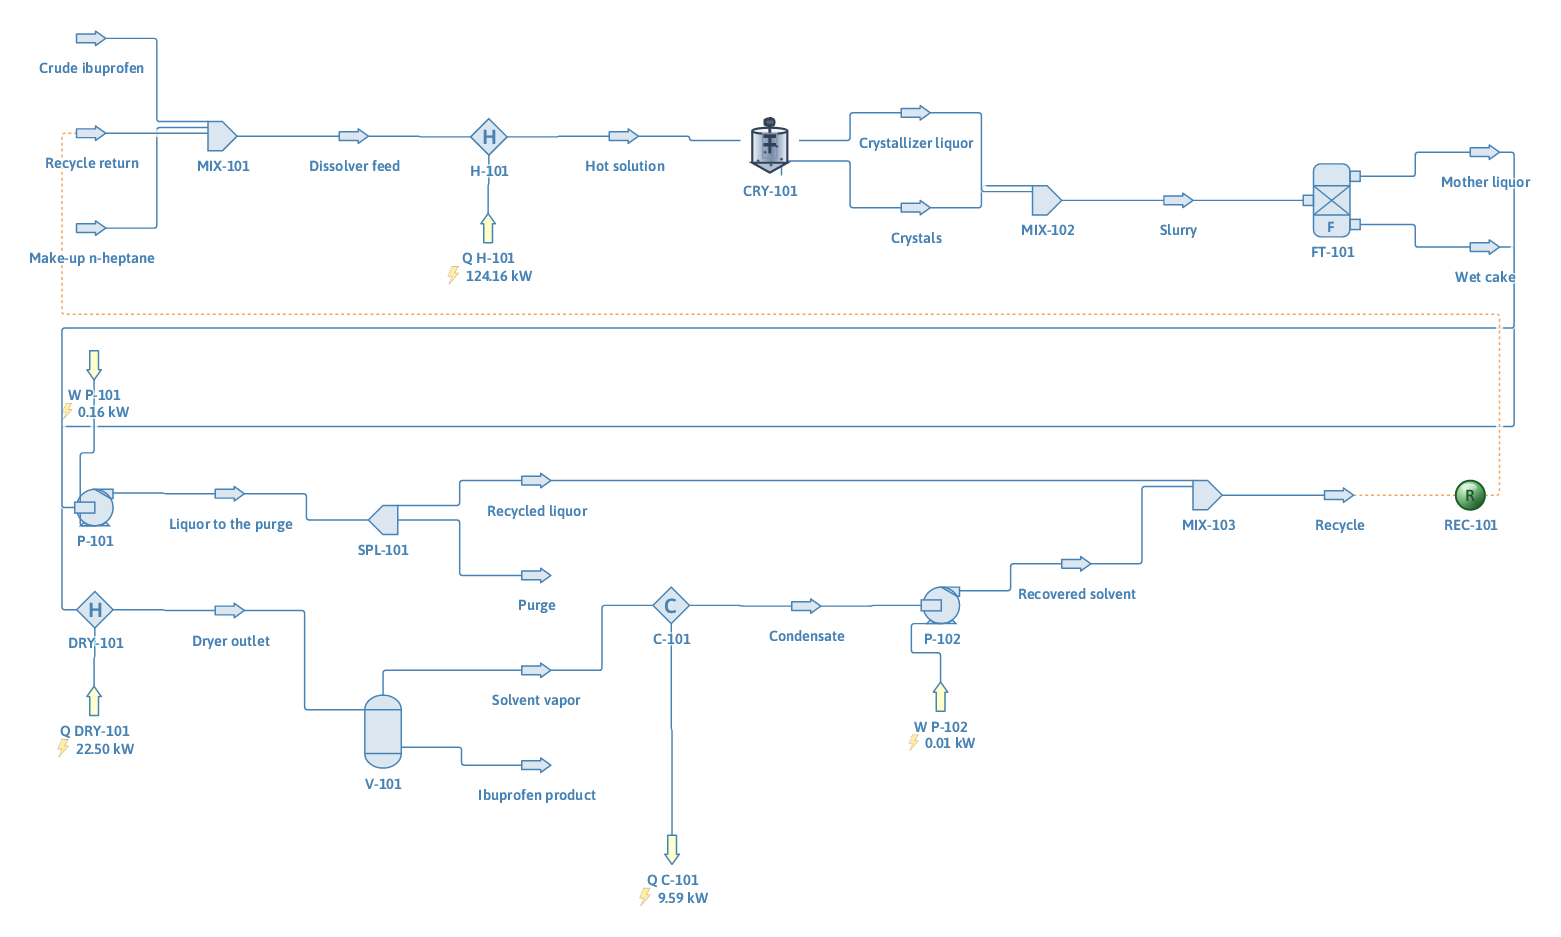 Crude ibuprofen
Recycle return
Make-up n-heptane
MIX-101
Dissolver feed
H
H-101
Q H-101
124.16 kW
Hot solution
CRY-101
Crystallizer liquor
Crystals
MIX-102
Slurry
F
FT-101
Mother liquor
Wet cake
W P-101
0.16 kW
P-101
Liquor to the purge
SPL-101
Recycled liquor
Purge
MIX-103
Recycle
R
REC-101
H
DRY-101
Q DRY-101
22.50 kW
Dryer outlet
V-101
Solvent vapor
Ibuprofen product
C
C-101
Q C-101
9.59 kW
Condensate
P-102
W P-102
0.01 kW
Recovered solvent